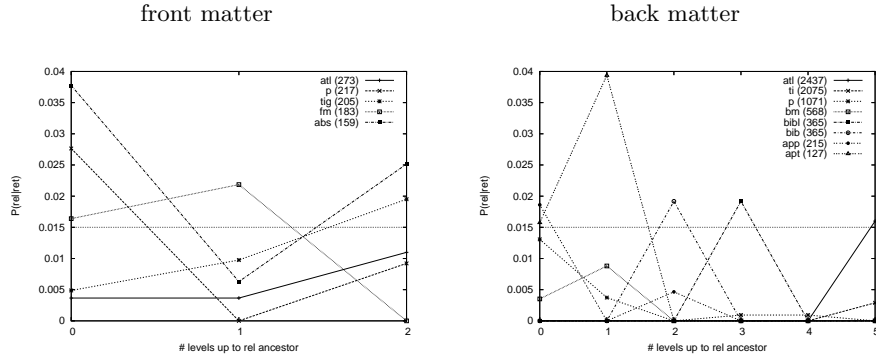 front matter
back matter
0.04
0.035
0.03
0.025
0.02
0.015
0.01
0.005
0
P(rel|ret)
atl (273)
p (217)
tig (205)
fm (183)
abs (159)
0 1 2
# levels up to rel ancestor
0.04
0.035
0.03
0.025
0.02
0.015
0.01
0.005
0
P(rel|ret)
atl (2437)
ti (2075)
p (1071)
bm (568)
bibl (365)
bib (365)
app (215)
apt (127)
0 1 2 3 4 5
# levels up to rel ancestor